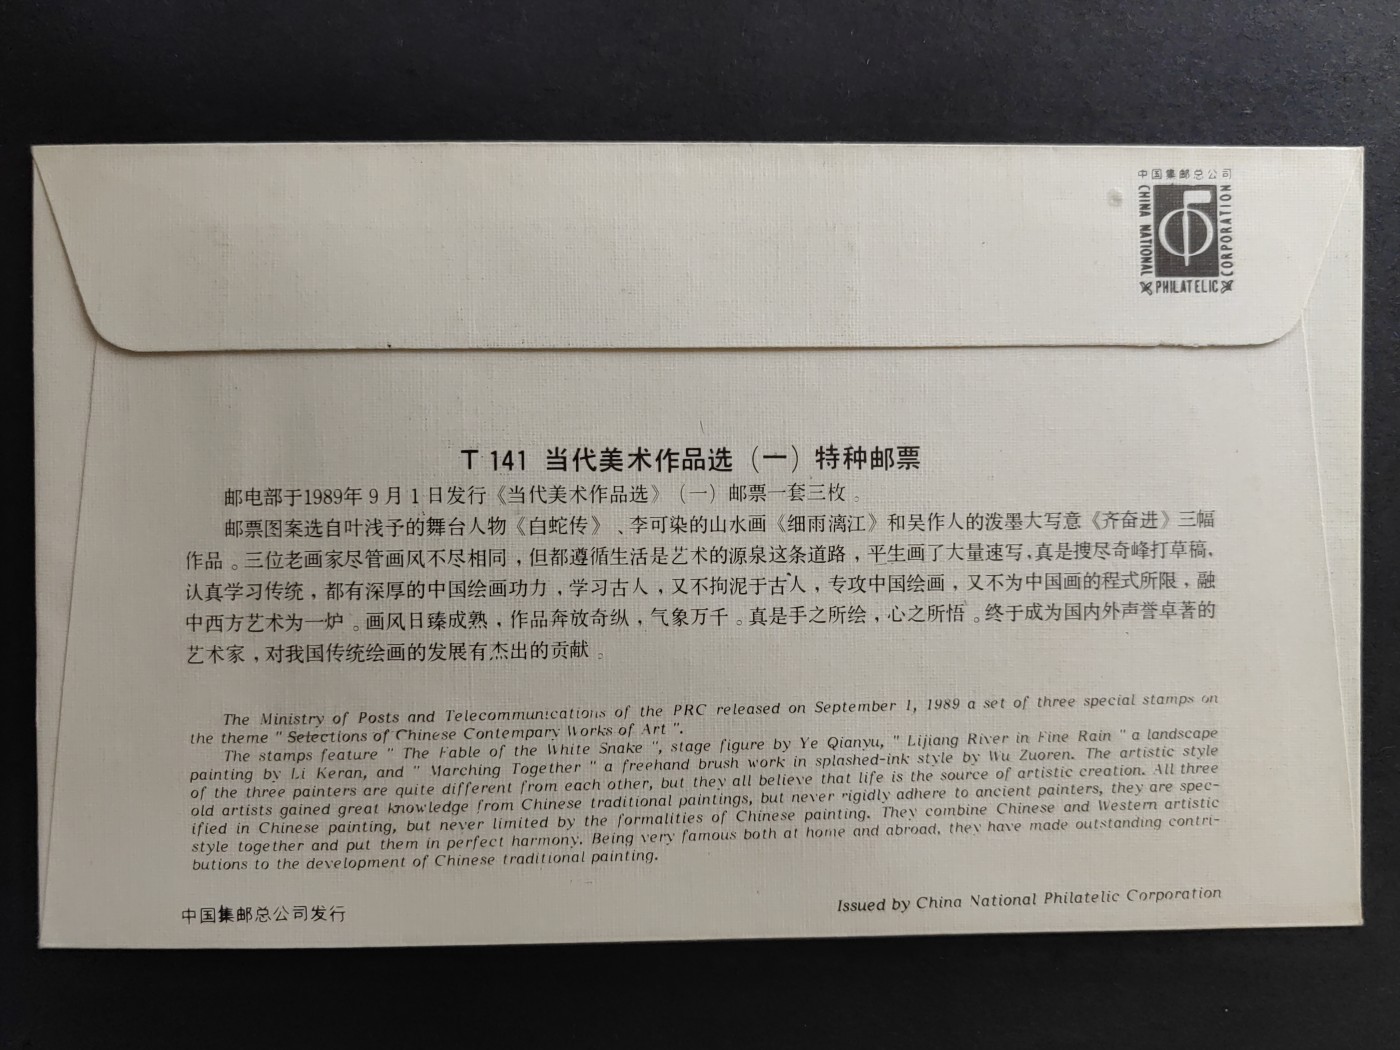 中国集邮总公司
CHINA NATIONAL
PHILATELIC
CORPORATION
T 141 当代美术作品选（一）特种邮票
邮电部于1989年9月1日发行《当代美术作品选》（一）邮票一套三枚。
邮票图案选自叶浅予的舞台人物《白蛇传》、李可染的山水画《细雨漓江》和吴作人的泼墨大写意《齐奋进》三幅
作品。三位老画家尽管画风不尽相同，但都遵循生活是艺术的源泉这条道路，平生画了大量速写，真是搜尽奇峰打草稿，
认真学习传统，都有深厚的中国绘画功力，学习古人，又不拘泥于古人，专攻中国绘画，又不为中国画的程式所限，融
中西方艺术为一炉。画风日臻成熟，作品奔放奇纵，气象万千。真是手之所绘，心之所悟。终于成为国内外声誉卓著的
艺术家，对我国传统绘画的发展有杰出的贡献。
The Ministry of Posts and Telecommunications of the PRC released on September 1, 1989 a set of three special stamps on
the theme " Selections of Chinese Contempary Works of Art ".
The stamps feature " The Fable of the White Snake ", stage figure by Ye Qianyu, " Lijiang River in Fine Rain " a landscape
painting by Li Keran, and " Marching Together " a freehand brush work in splashed-ink style by Wu Zuoren. The artistic style
of the three painters are quite different from each other, but they all believe that life is the source of artistic creation. All three
old artists gained great knowledge from Chinese traditional paintings, but never rigidly adhere to ancient painters, they are spec-
ified in Chinese painting, but never limited by the formalities of Chinese painting. They combine Chinese and Western artistic
style together and put them in perfect harmony. Being very famous both at home and abroad, they have made outstanding contri-
butions to the development of Chinese traditional painting.
中国集邮总公司发行
Issued by China National Philatelic Corporation